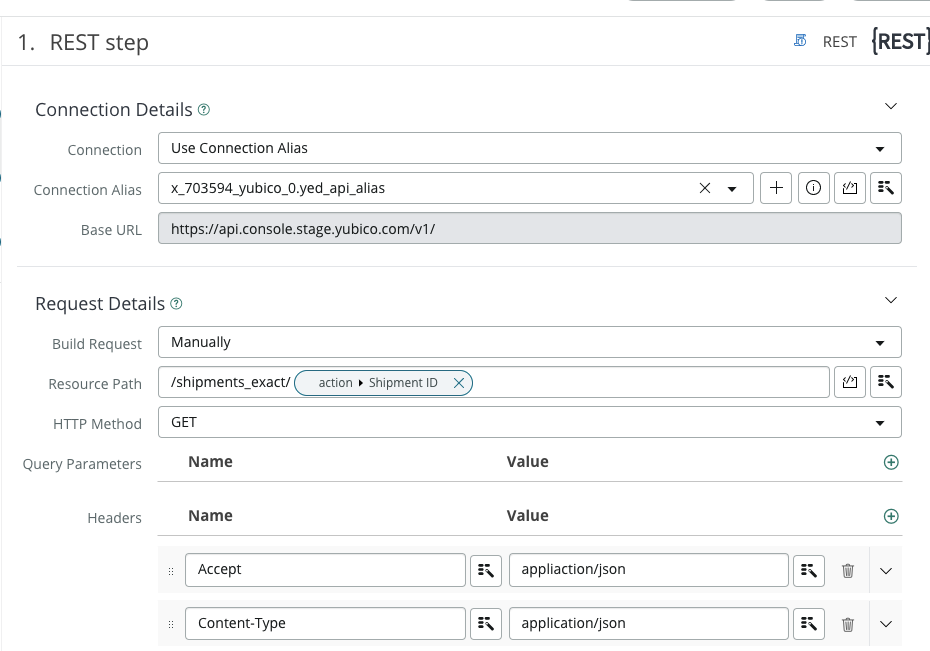 1. REST step
REST {REST}
Connection Details
Connection Use Connection Alias
Connection Alias x_703594_yubico_0.yed_api_alias
Base URL https://api.console.stage.yubico.com/v1/
Request Details
Build Request Manually
Resource Path /shipments_exact/ action Shipment ID
HTTP Method GET
Query Parameters Name Value
Headers Name Value
Accept appliaction/json
Content-Type application/json